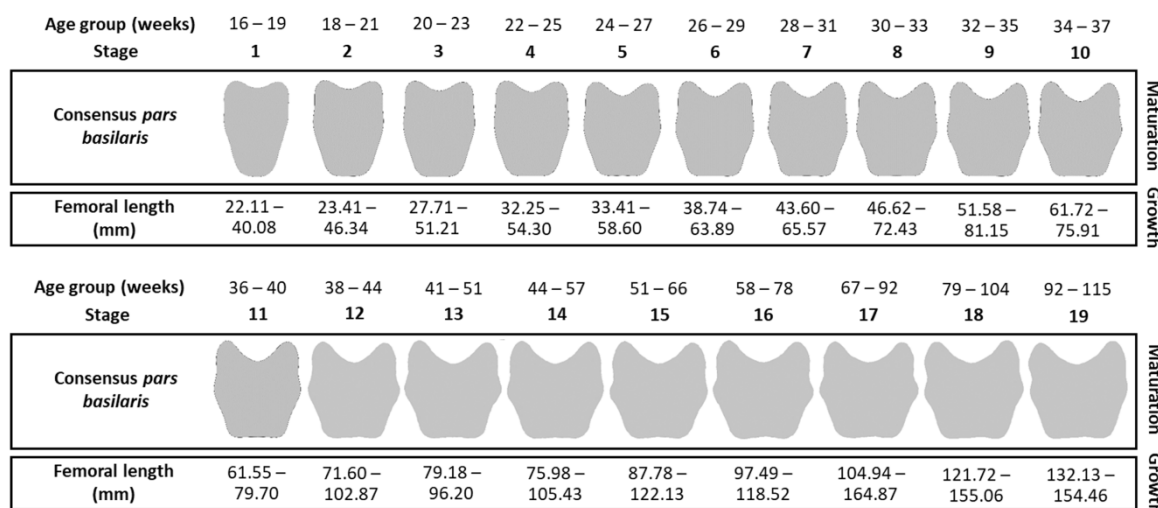 Age group (weeks) 16 – 19 18 – 21 20 – 23 22 – 25 24 – 27 26 – 29 28 – 31 30 – 33 32 – 35 34 – 37
Stage 1 2 3 4 5 6 7 8 9 10
Consensus pars
basilaris
Maturation
Femoral length 22.11 – 23.41 – 27.71 – 32.25 – 33.41 – 38.74 – 43.60 – 46.62 – 51.58 – 61.72 –
(mm) 40.08 46.34 51.21 54.30 58.60 63.89 65.57 72.43 81.15 75.91
Growth
Age group (weeks) 36 – 40 38 – 44 41 – 51 44 – 57 51 – 66 58 – 78 67 – 92 79 – 104 92 – 115
Stage 11 12 13 14 15 16 17 18 19
Consensus pars
basilaris
Maturation
Femoral length 61.55 – 71.60 – 79.18 – 75.98 – 87.78 – 97.49 – 104.94 – 121.72 – 132.13 –
(mm) 79.70 102.87 96.20 105.43 122.13 118.52 164.87 155.06 154.46
Growth